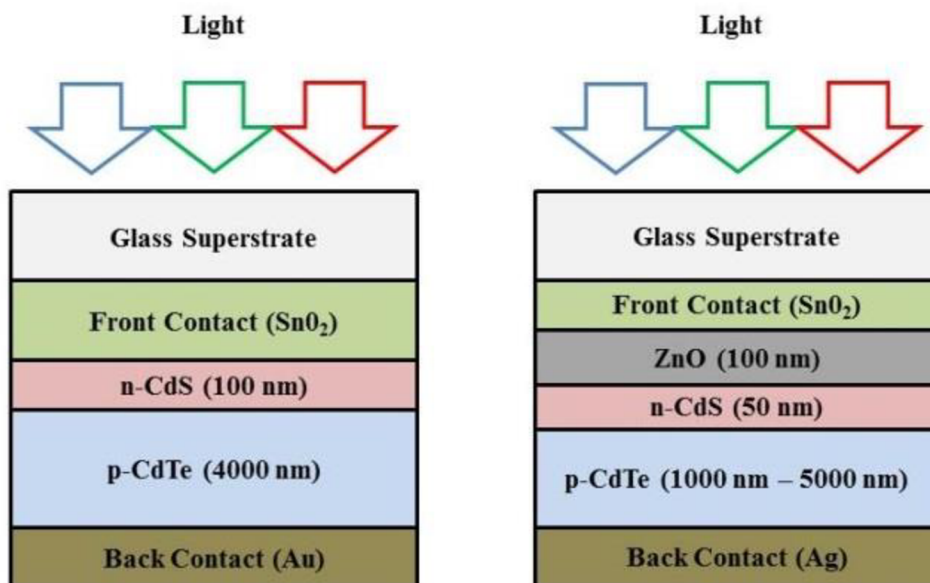 Light
Glass Superstrate
Front Contact (Sn0₂)
n-CdS (100 nm)
p-CdTe (4000 nm)
Back Contact (Au)
Light
Glass Superstrate
Front Contact (Sn0₂)
ZnO (100 nm)
n-CdS (50 nm)
p-CdTe (1000 nm – 5000 nm)
Back Contact (Ag)